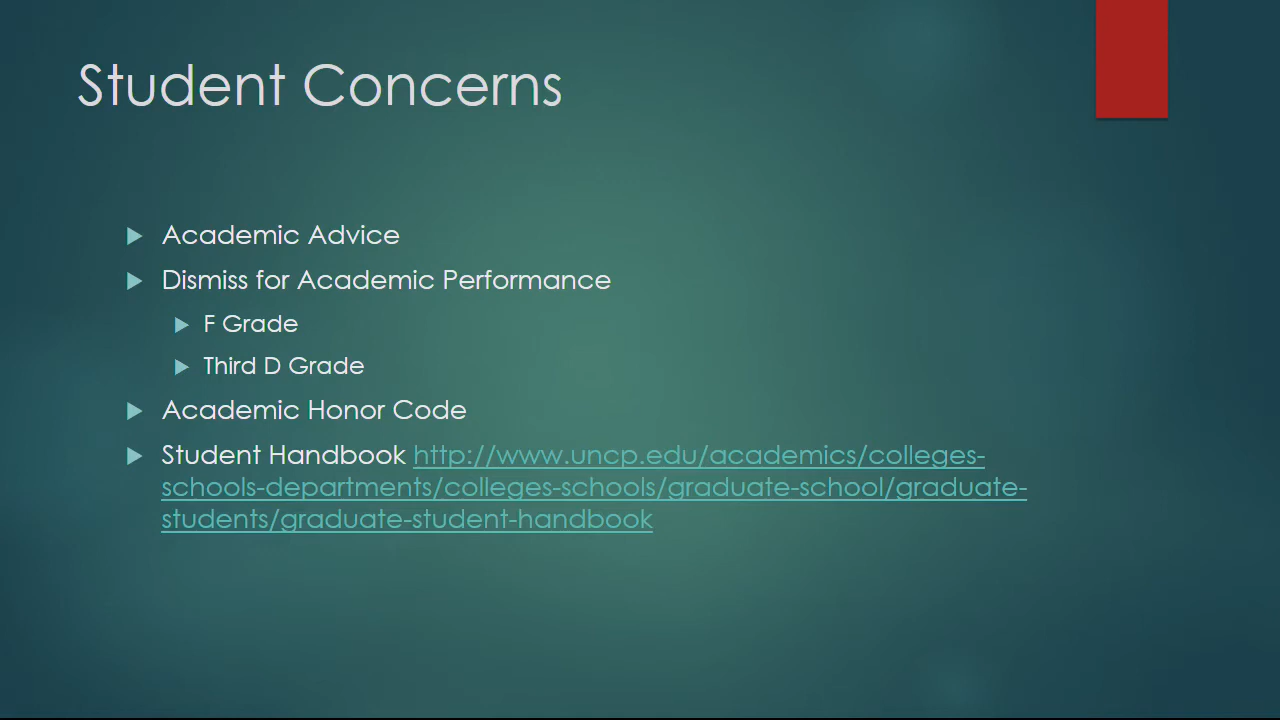 Student Concerns
Academic Advice
Dismiss for Academic Performance
F Grade
Third D Grade
Academic Honor Code
Student Handbook http://www.uncp.edu/academics/colleges-
schools-departments/colleges-schools/graduate-school/graduate-
students/graduate-student-handbook